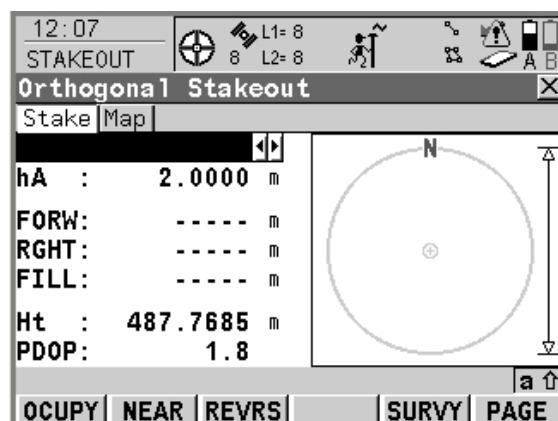 12:07
STAKEOUT
8
L1= 8
L2= 8
A B
Orthogonal Stakeout
Stake Map
hA : 2.0000 m
FORW: ----- m
RGHT: ----- m
FILL: ----- m
Ht : 487.7685 m
PDOP: 1.8
N
a
OCUPY NEAR REVRS SURVY PAGE